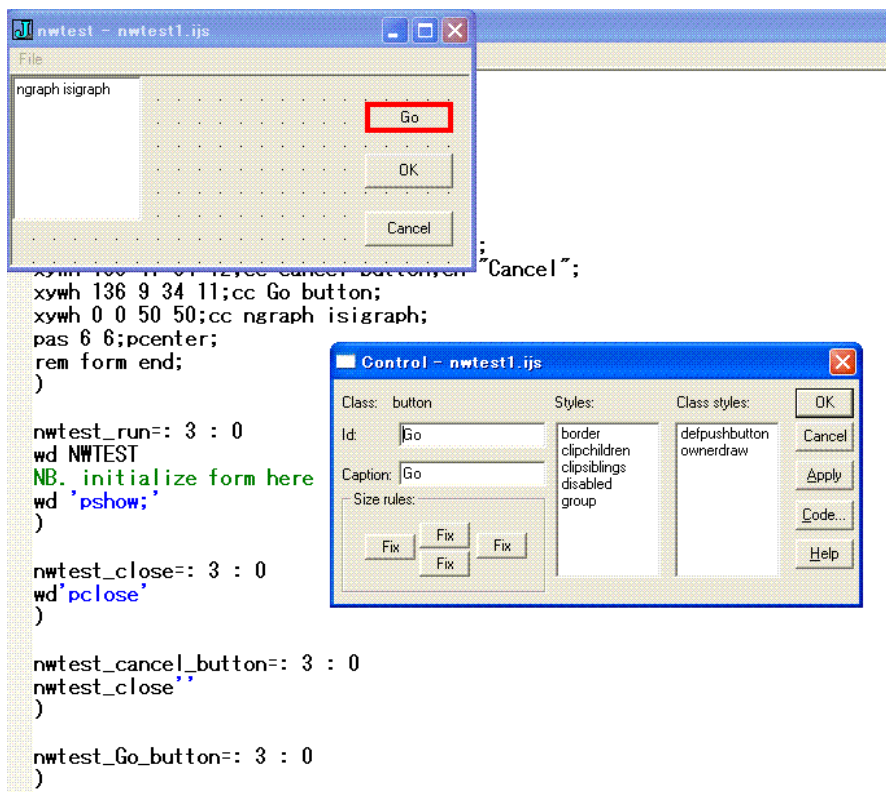 nwtest - nwtest1.ijs
File
ngraph isigraph
Go
OK
Cancel
;
"Cancel";
xywh 136 9 34 11;cc Go button;
xywh 0 0 50 50;cc ngraph isigraph;
pas 6 6;pcenter;
rem form end;
)
nwtest_run=: 3 : 0
wd NWTEST
NB. initialize form here
wd 'pshow;'
)
nwtest_close=: 3 : 0
wd'pclose'
)
nwtest_cancel_button=: 3 : 0
nwtest_close''
)
nwtest_Go_button=: 3 : 0
)
Control - nwtest1.ijs
Class: button
Id: Go
Caption: Go
Size rules:
Fix
Fix
Fix
Fix
Styles:
border
clipchildren
clipsiblings
disabled
group
Class styles:
defpushbutton
ownerdraw
OK
Cancel
Apply
Code...
Help